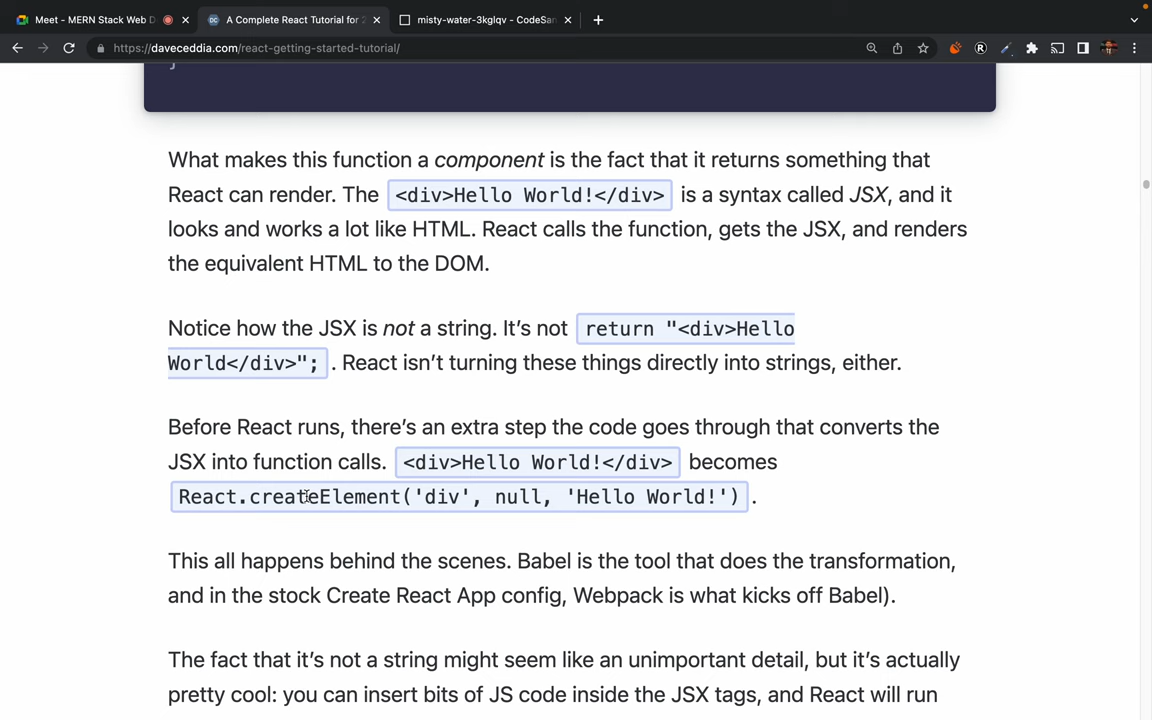 Meet - MERN Stack Web D
A Complete React Tutorial for 2
misty-water-3kglqv - CodeSan
https://daveceddia.com/react-getting-started-tutorial/
}
What makes this function a component is the fact that it returns something that
React can render. The <div>Hello World!</div> is a syntax called JSX, and it
looks and works a lot like HTML. React calls the function, gets the JSX, and renders
the equivalent HTML to the DOM.
Notice how the JSX is not a string. It’s not return "<div>Hello
World</div>"; . React isn’t turning these things directly into strings, either.
Before React runs, there’s an extra step the code goes through that converts the
JSX into function calls. <div>Hello World!</div> becomes
React.createElement('div', null, 'Hello World!') .
This all happens behind the scenes. Babel is the tool that does the transformation,
and in the stock Create React App config, Webpack is what kicks off Babel).
The fact that it’s not a string might seem like an unimportant detail, but it’s actually
pretty cool: you can insert bits of JS code inside the JSX tags, and React will run